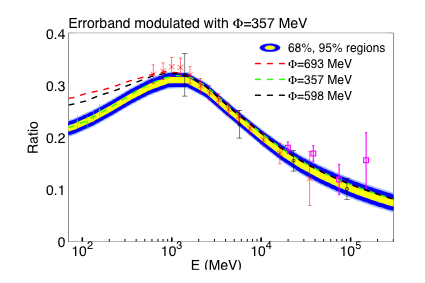 Errorband modulated with Φ=357 MeV
0.4
0.3
0.2
0.1
0
Ratio
68%, 95% regions
Φ=693 MeV
Φ=357 MeV
Φ=598 MeV
10²
10³
10⁴
10⁵
E (MeV)